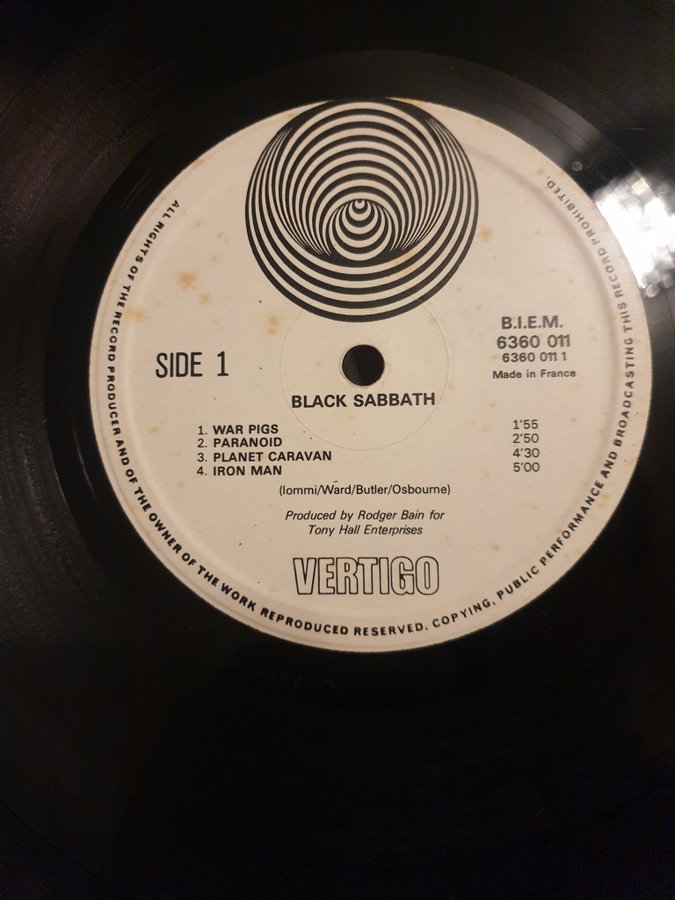 SIDE 1
B.I.E.M.
6360 011
6360 011 1
Made in France
BLACK SABBATH
1. WAR PIGS 1'55
2. PARANOID 2'50
3. PLANET CARAVAN 4'30
4. IRON MAN 5'00
(Iommi/Ward/Butler/Osbourne)
Produced by Rodger Bain for
Tony Hall Enterprises
VERTIGO
ALL RIGHTS OF THE RECORD PRODUCER AND OF THE OWNER OF THE WORK REPRODUCED RESERVED. COPYING, PUBLIC PERFORMANCE AND BROADCASTING THIS RECORD PROHIBITED.